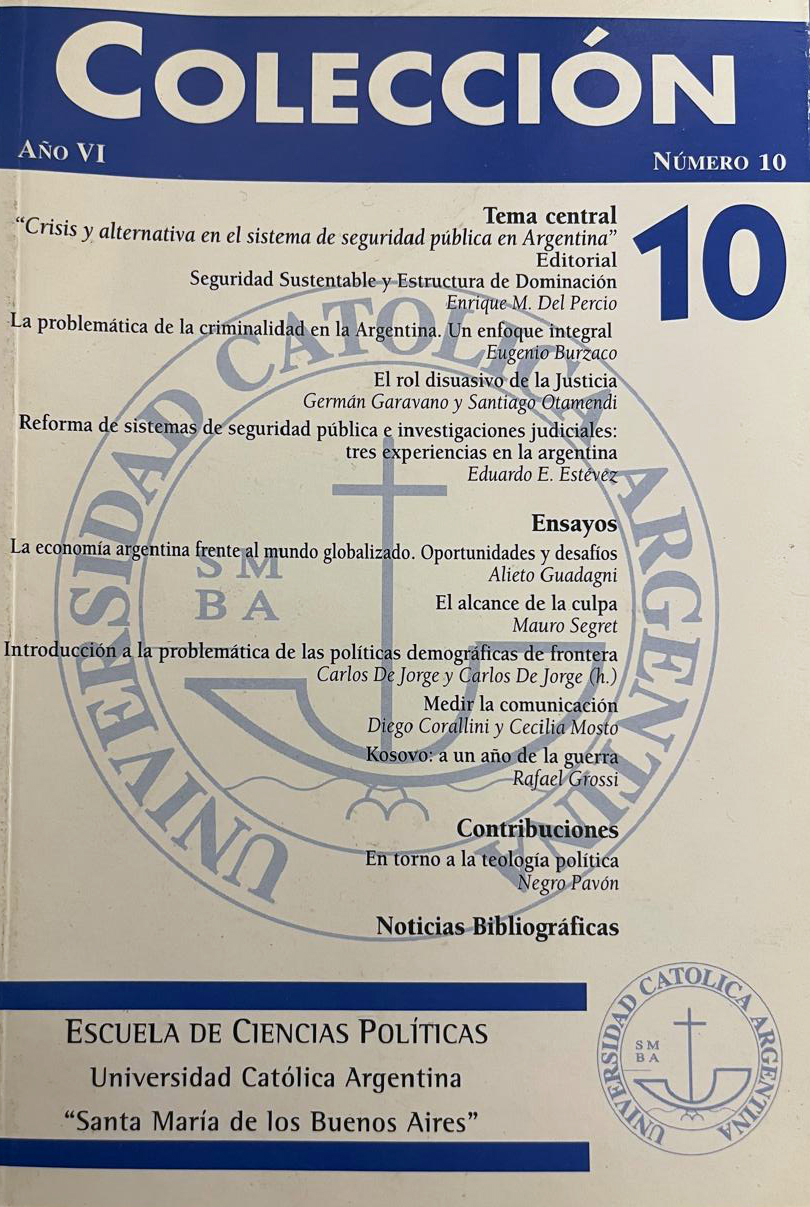 COLECCIÓN
AÑO VI
NÚMERO 10
10
Tema central
“Crisis y alternativa en el sistema de seguridad pública en Argentina”
Editorial
Seguridad Sustentable y Estructura de Dominación
Enrique M. Del Percio
La problemática de la criminalidad en la Argentina. Un enfoque integral
Eugenio Burzaco
El rol disuasivo de la Justicia
Germán Garavano y Santiago Otamendi
Reforma de sistemas de seguridad pública e investigaciones judiciales:
tres experiencias en la argentina
Eduardo E. Estévez
Ensayos
La economía argentina frente al mundo globalizado. Oportunidades y desafíos
Alieto Guadagni
El alcance de la culpa
Mauro Segret
Introducción a la problemática de las políticas demográficas de frontera
Carlos De Jorge y Carlos De Jorge (h.)
Medir la comunicación
Diego Corallini y Cecilia Mosto
Kosovo: a un año de la guerra
Rafael Grossi
Contribuciones
En torno a la teología política
Negro Pavón
Noticias Bibliográficas
UNIVERSIDAD CATOLICA ARGENTINA
S M
B A
ESCUELA DE CIENCIAS POLÍTICAS
Universidad Católica Argentina
“Santa María de los Buenos Aires”
UNIVERSIDAD CATOLICA ARGENTINA
S M
B A